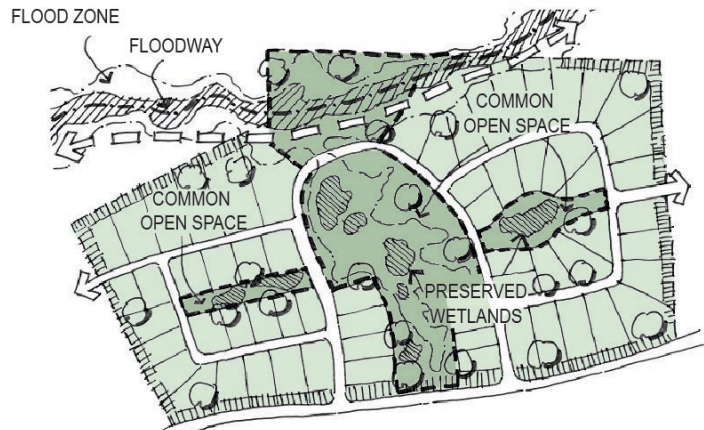 FLOOD ZONE
FLOODWAY
COMMON
OPEN SPACE
COMMON
OPEN SPACE
PRESERVED
WETLANDS